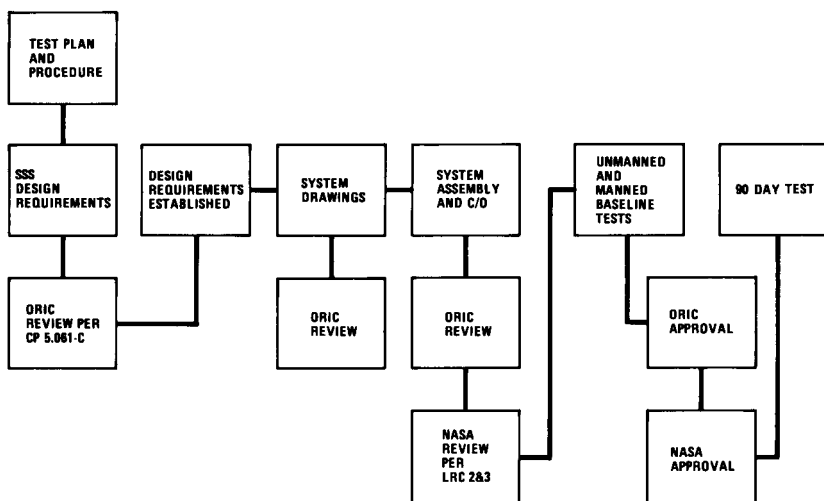 TEST PLAN
AND
PROCEDURE
SSS
DESIGN
REQUIREMENTS
ORIC
REVIEW PER
CP 5.061-C
DESIGN
REQUIREMENTS
ESTABLISHED
SYSTEM
DRAWINGS
ORIC
REVIEW
SYSTEM
ASSEMBLY
AND C/O
ORIC
REVIEW
NASA
REVIEW
PER
LRC 2&3
UNMANNED
AND
MANNED
BASELINE
TESTS
ORIC
APPROVAL
NASA
APPROVAL
90 DAY TEST